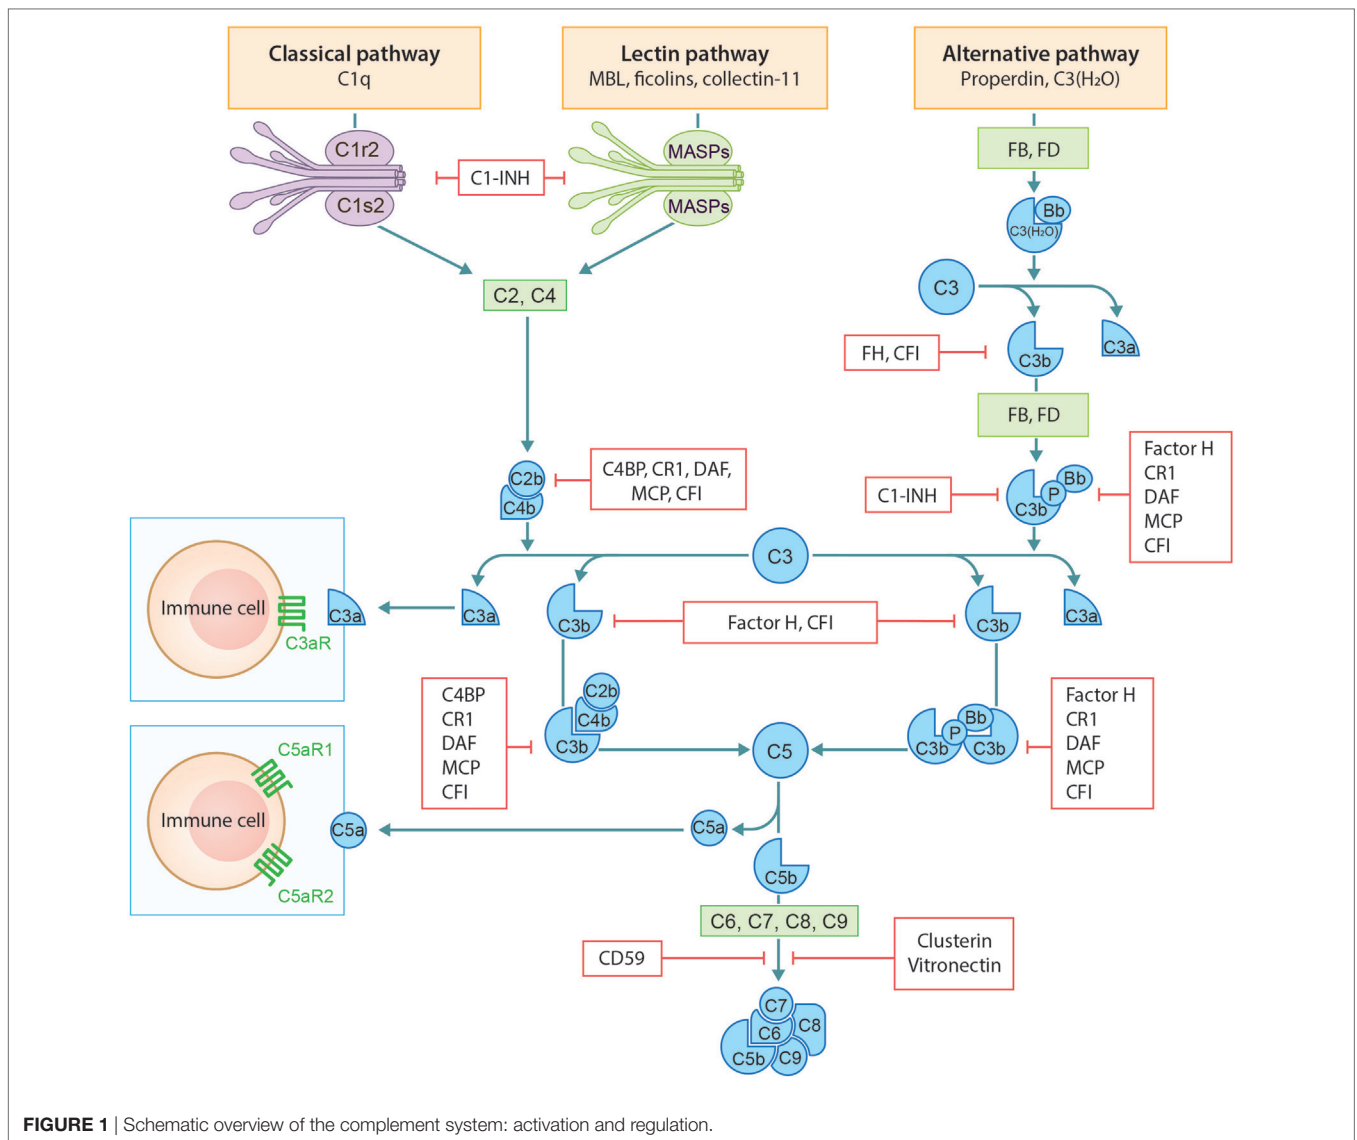 Classical pathway
C1q
Lectin pathway
MBL, ficolins, collectin-11
Alternative pathway
Properdin, C3(H₂O)
C1r2
C1s2
C1-INH
MASPs
MASPs
FB, FD
Bb
C3(H₂O)
C2, C4
C3
C3b
C3a
FH, CFI
FB, FD
C2b
C4b
C4BP, CR1, DAF,
MCP, CFI
C1-INH
Bb
P
C3b
Factor H
CR1
DAF
MCP
CFI
C3
Immune cell
C3aR
C3a
C3a
C3b
Factor H, CFI
C3b
C3a
C4BP
CR1
DAF
MCP
CFI
C2b
C4b
C3b
C5
Bb
P
C3b
C3b
Factor H
CR1
DAF
MCP
CFI
C5aR1
Immune cell
C5aR2
C5a
C5a
C5b
C6, C7, C8, C9
CD59
Clusterin
Vitronectin
C7
C6
C8
C5b
C9
FIGURE 1 | Schematic overview of the complement system: activation and regulation.